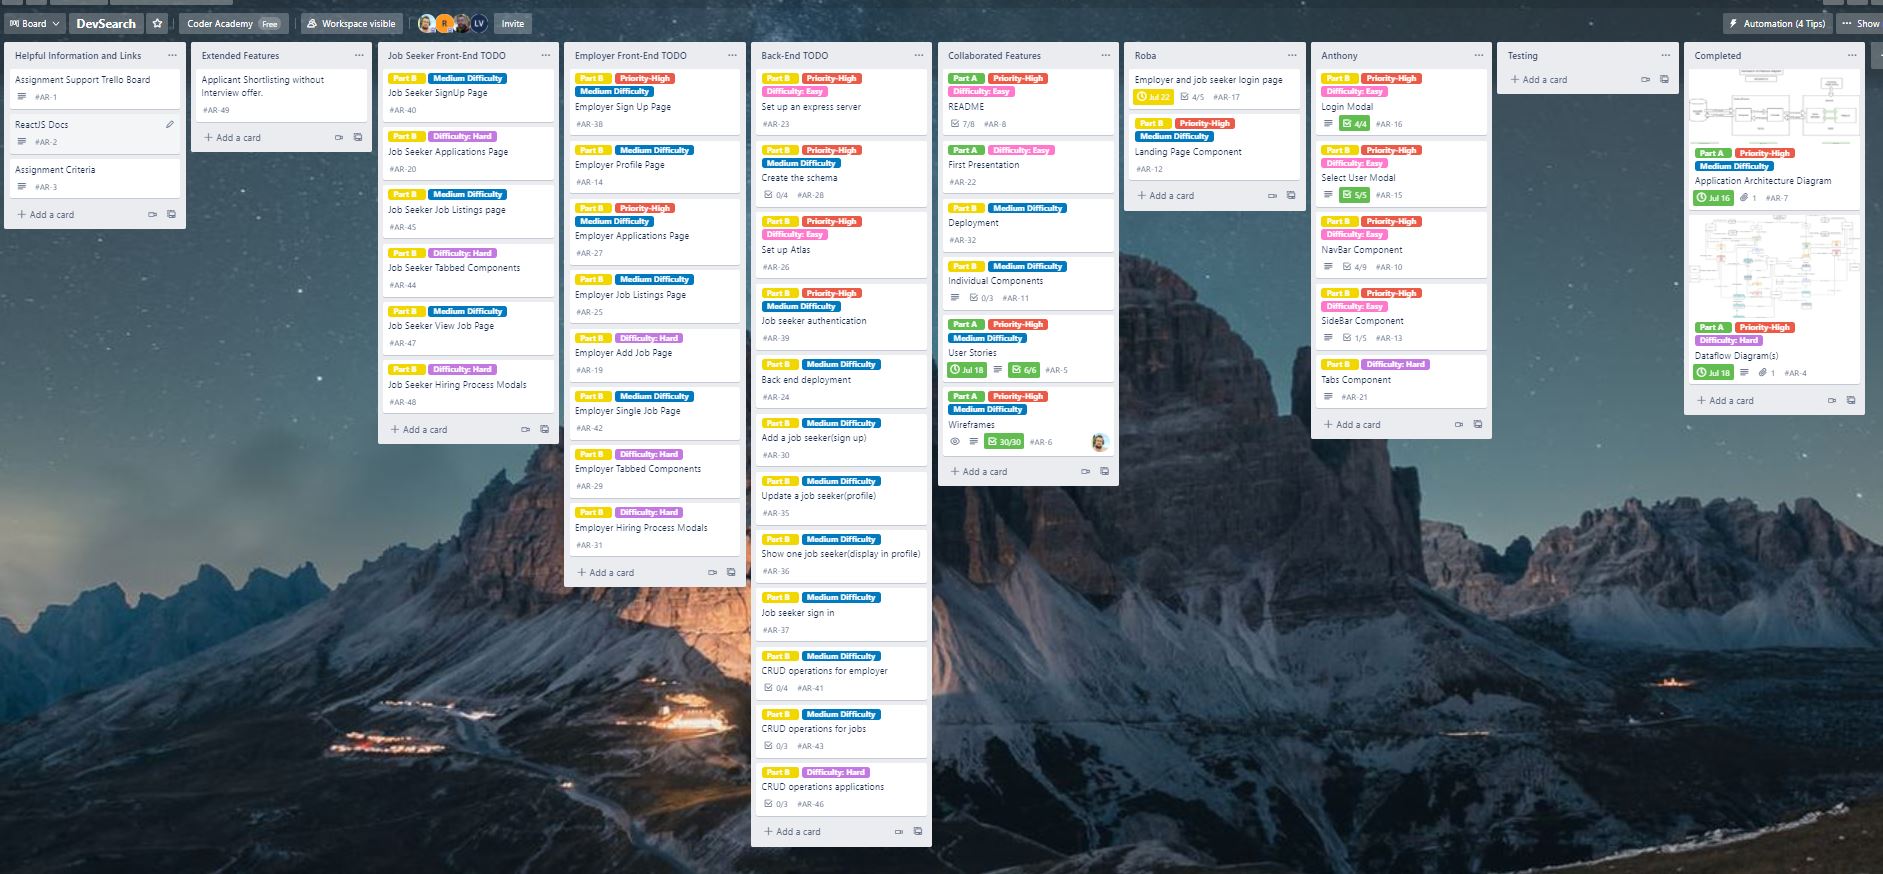 Board
DevSearch
Coder Academy
Free
Workspace visible
R
LV
Invite
Automation (4 Tips)
Show
Helpful Information and Links
Assignment Support Trello Board
#AR-1
ReactJS Docs
#AR-2
Assignment Criteria
#AR-3
Add a card
Extended Features
Applicant Shortlisting without
Interview offer.
#AR-49
Add a card
Job Seeker Front-End TODO
Part B Medium Difficulty
Job Seeker SignUp Page
#AR-40
Part B Difficulty: Hard
Job Seeker Applications Page
#AR-20
Part B Medium Difficulty
Job Seeker Job Listings page
#AR-45
Part B Difficulty: Hard
Job Seeker Tabbed Components
#AR-44
Part B Medium Difficulty
Job Seeker View Job Page
#AR-47
Part B Difficulty: Hard
Job Seeker Hiring Process Modals
#AR-48
Add a card
Employer Front-End TODO
Part B Priority-High
Medium Difficulty
Employer Sign Up Page
#AR-38
Part B Medium Difficulty
Employer Profile Page
#AR-14
Part B Priority-High
Medium Difficulty
Employer Applications Page
#AR-27
Part B Medium Difficulty
Employer Job Listings Page
#AR-25
Part B Difficulty: Hard
Employer Add Job Page
#AR-19
Part B Medium Difficulty
Employer Single Job Page
#AR-42
Part B Difficulty: Hard
Employer Tabbed Components
#AR-29
Part B Difficulty: Hard
Employer Hiring Process Modals
#AR-31
Add a card
Back-End TODO
Part B Priority-High
Difficulty: Easy
Set up an express server
#AR-23
Part B Priority-High
Medium Difficulty
Create the schema
0/4 #AR-28
Part B Priority-High
Difficulty: Easy
Set up Atlas
#AR-26
Part B Priority-High
Medium Difficulty
Job seeker authentication
#AR-39
Part B Medium Difficulty
Back end deployment
#AR-24
Part B Medium Difficulty
Add a job seeker(sign up)
#AR-30
Part B Medium Difficulty
Update a job seeker(profile)
#AR-35
Part B Medium Difficulty
Show one job seeker(display in profile)
#AR-36
Part B Medium Difficulty
Job seeker sign in
#AR-37
Part B Medium Difficulty
CRUD operations for employer
0/4 #AR-41
Part B Medium Difficulty
CRUD operations for jobs
0/3 #AR-43
Part B Difficulty: Hard
CRUD operations applications
0/3 #AR-46
Add a card
Collaborated Features
Part A Priority-High
Difficulty: Easy
README
7/8 #AR-8
Part A Difficulty: Easy
First Presentation
#AR-22
Part B Medium Difficulty
Deployment
#AR-32
Part B Medium Difficulty
Individual Components
0/3 #AR-11
Part A Priority-High
Medium Difficulty
User Stories
Jul 18 6/6 #AR-5
Part A Priority-High
Medium Difficulty
Wireframes
30/30 #AR-6
Add a card
Roba
Employer and job seeker login page
Jul 22 4/5 #AR-17
Part B Priority-High
Medium Difficulty
Landing Page Component
#AR-12
Add a card
Anthony
Part B Priority-High
Difficulty: Easy
Login Modal
4/4 #AR-16
Part B Priority-High
Difficulty: Easy
Select User Modal
5/5 #AR-15
Part B Priority-High
Difficulty: Easy
NavBar Component
4/9 #AR-10
Part B Priority-High
Difficulty: Easy
SideBar Component
1/5 #AR-13
Part B Difficulty: Hard
Tabs Component
#AR-21
Add a card
Testing
Add a card
Completed
Part A Priority-High
Medium Difficulty
Application Architecture Diagram
Jul 16 1 #AR-7
Part A Priority-High
Difficulty: Hard
Dataflow Diagram(s)
Jul 18 1 #AR-4
Add a card